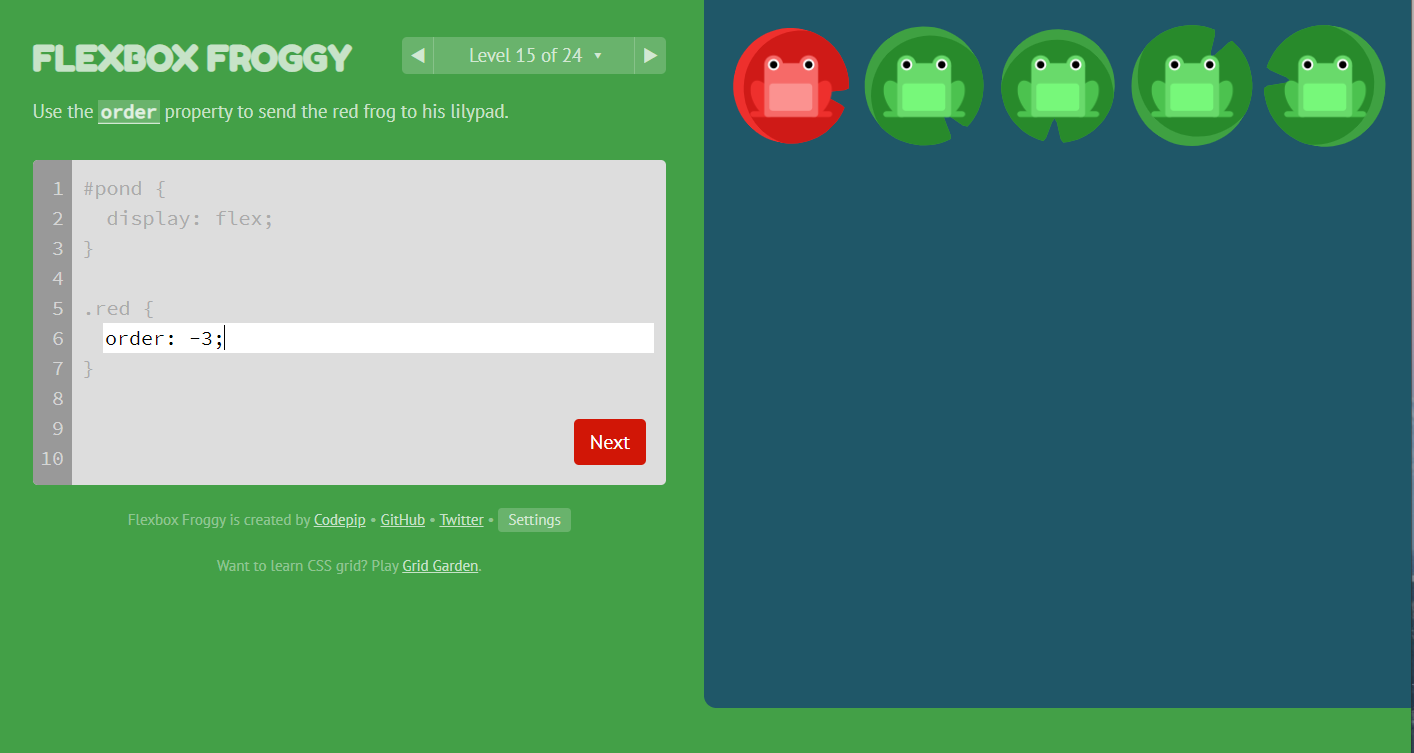 FLEXBOX FROGGY
◀ Level 15 of 24 ▼ ▶
Use the order property to send the red frog to his lilypad.
1 #pond {
2   display: flex;
3 }
4
5 .red {
6   order: -3;
7 }
8
9
10
Next
Flexbox Froggy is created by Codepip • GitHub • Twitter • Settings
Want to learn CSS grid? Play Grid Garden.